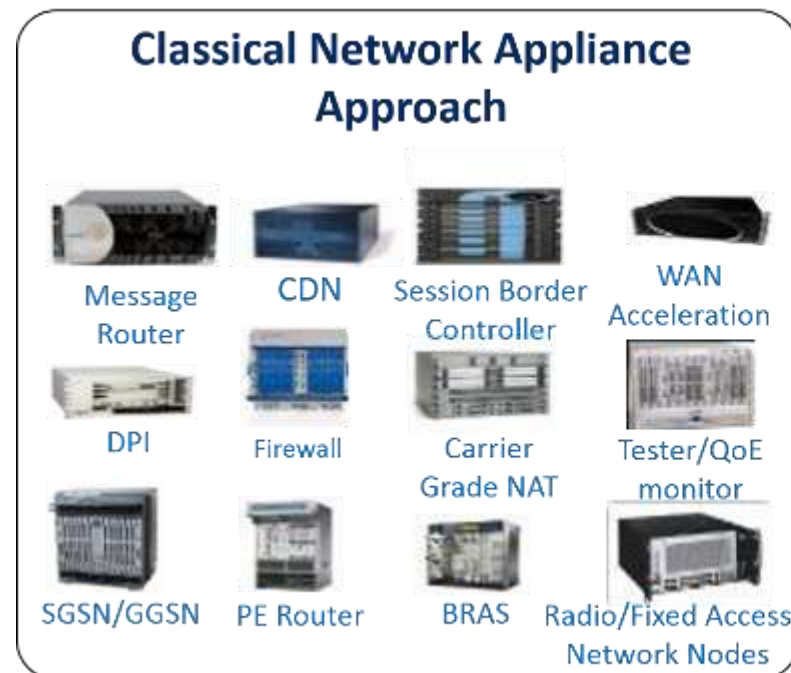 Classical Network Appliance
Approach
Message
Router
CDN
Session Border
Controller
WAN
Acceleration
DPI
Firewall
Carrier
Grade NAT
Tester/QoE
monitor
SGSN/GGSN
PE Router
BRAS
Radio/Fixed Access
Network Nodes